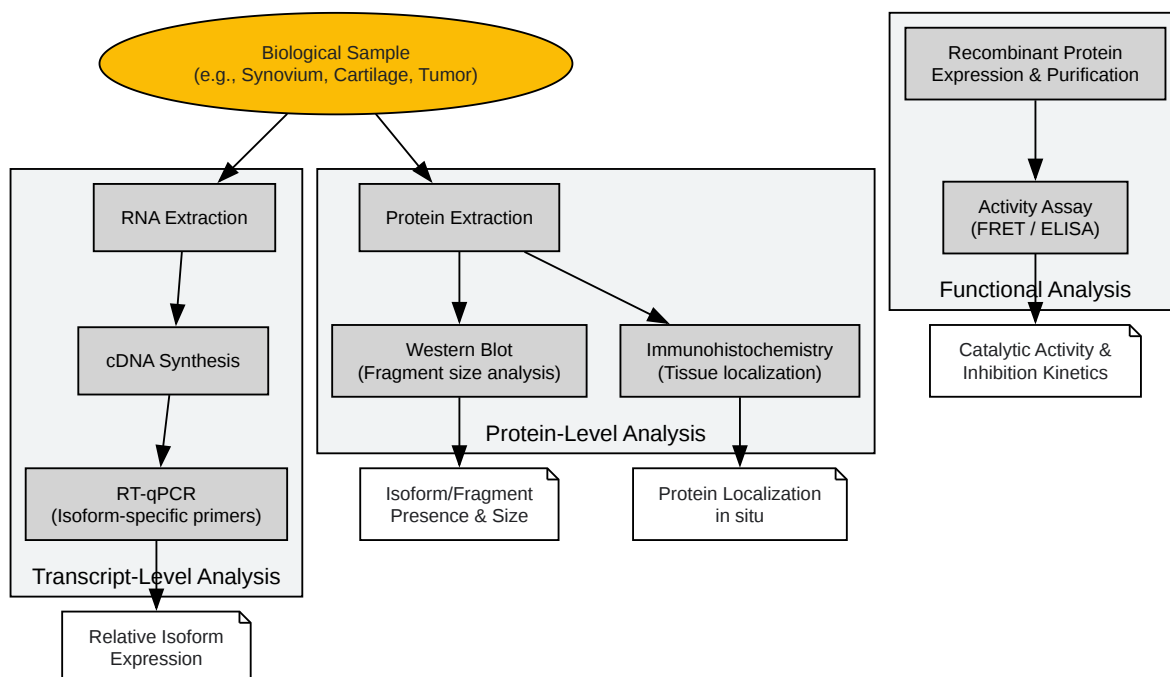 Biological Sample
(e.g., Synovium, Cartilage, Tumor)
RNA Extraction
cDNA Synthesis
RT-qPCR
(Isoform-specific primers)
Transcript-Level Analysis
Relative Isoform
Expression
Protein Extraction
Western Blot
(Fragment size analysis)
Immunohistochemistry
(Tissue localization)
Protein-Level Analysis
Isoform/Fragment
Presence & Size
Protein Localization
in situ
Recombinant Protein
Expression & Purification
Activity Assay
(FRET / ELISA)
Functional Analysis
Catalytic Activity &
Inhibition Kinetics